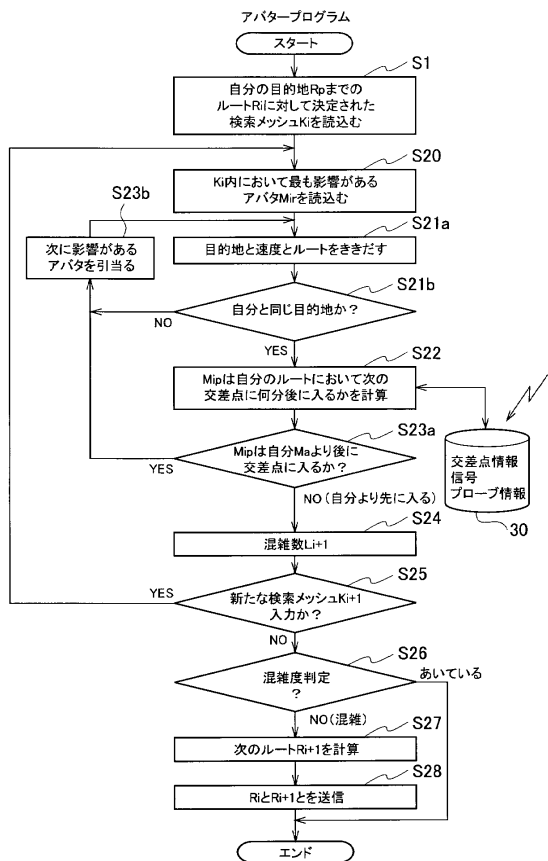 アバタープログラム
スタート
S1
自分の目的地Rpまでの
ルートRiに対して決定された
検索メッシュKiを読込む
S20
Ki内において最も影響がある
アバタMirを読込む
S23b
次に影響がある
アバタを引当る
S21a
目的地と速度とルートをききだす
S21b
自分と同じ目的地か?
NO
YES
S22
Mipは自分のルートにおいて次の
交差点に何分後に入るかを計算
S23a
Mipは自分Maより後に
交差点に入るか?
YES
交差点情報
信号
プローブ情報
30
NO(自分より先に入る)
S24
混雑数Li+1
S25
YES
新たな検索メッシュKi+1
入力か?
NO
S26
混雑度判定
?
あいている
NO(混雑)
S27
次のルートRi+1を計算
S28
RiとRi+1とを送信
エンド